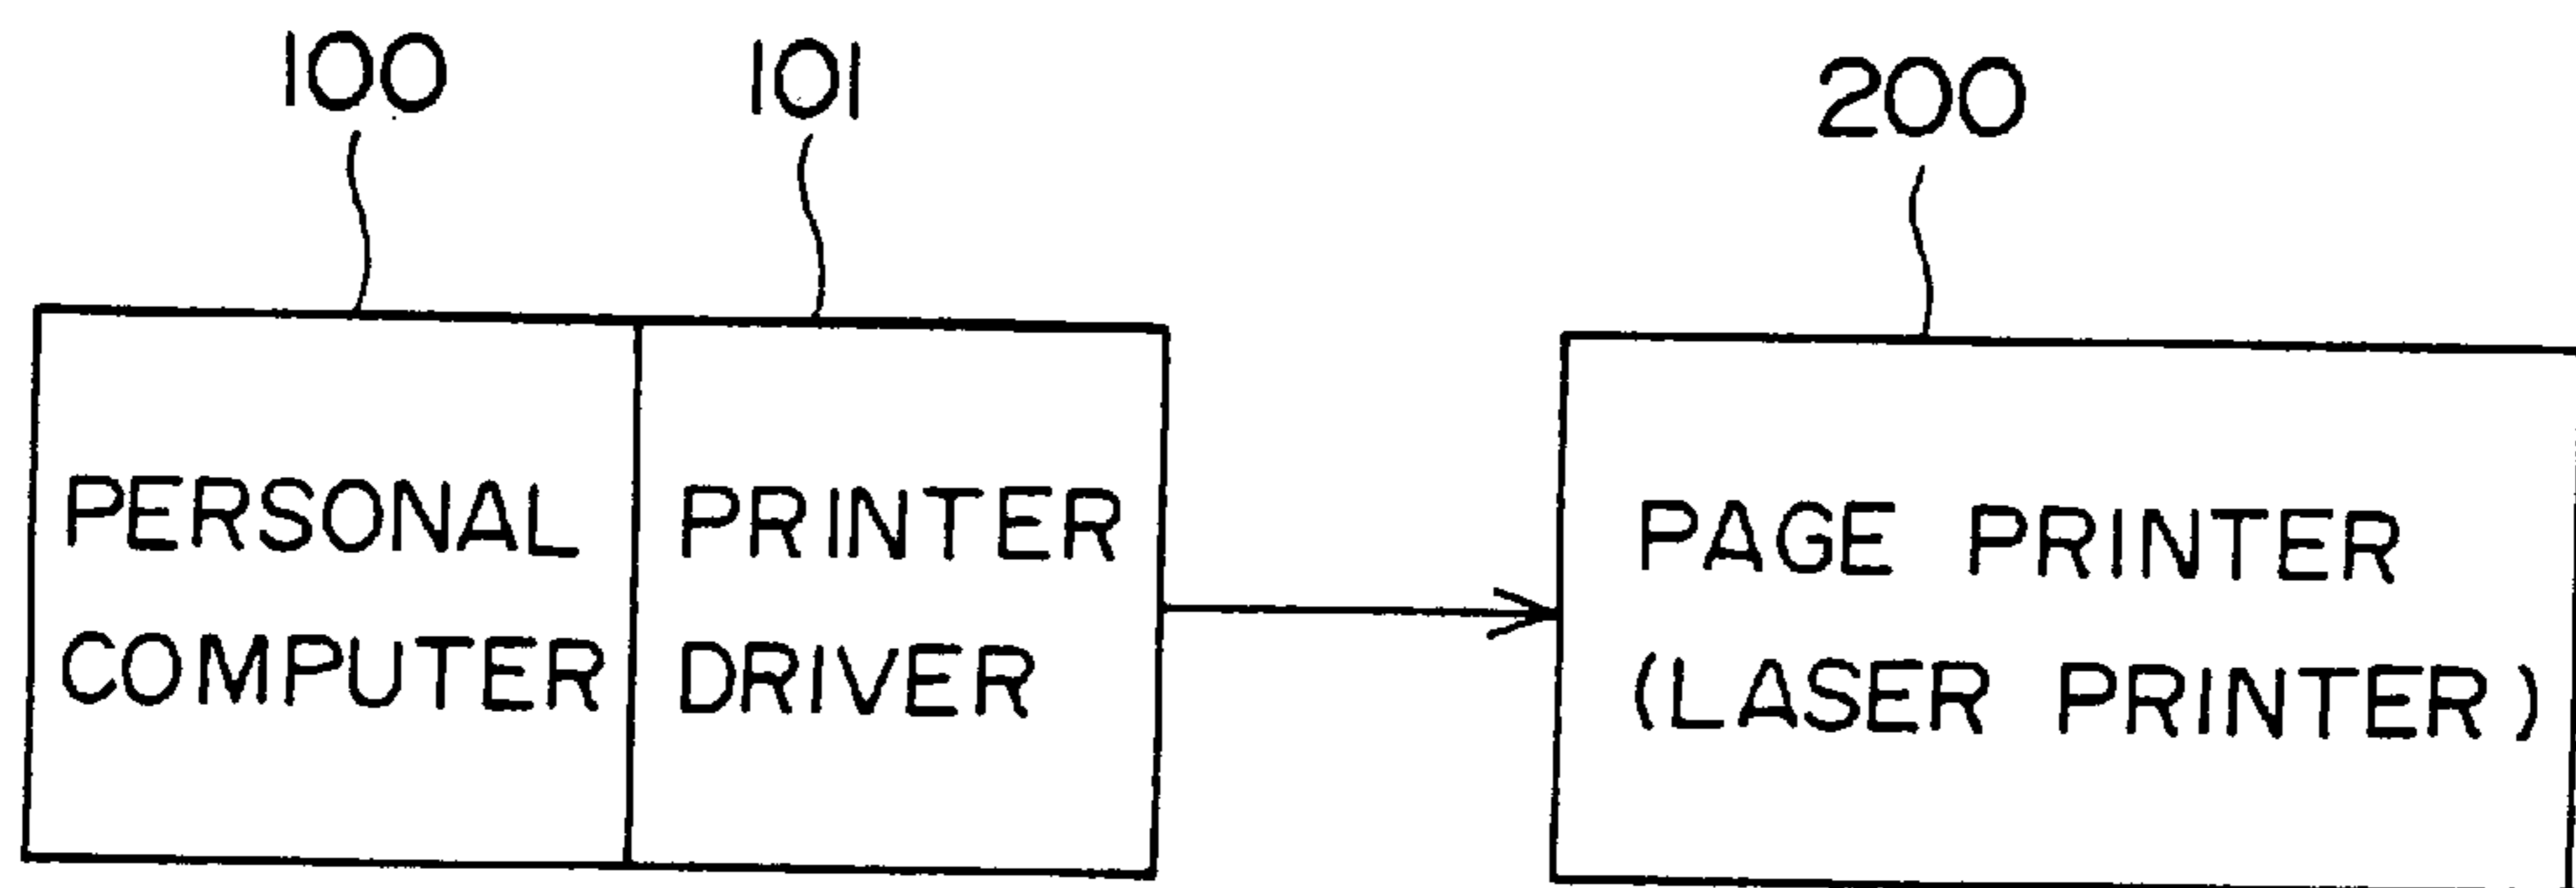 100 101 200
PERSONAL PRINTER PAGE PRINTER
COMPUTER DRIVER (LASER PRINTER)